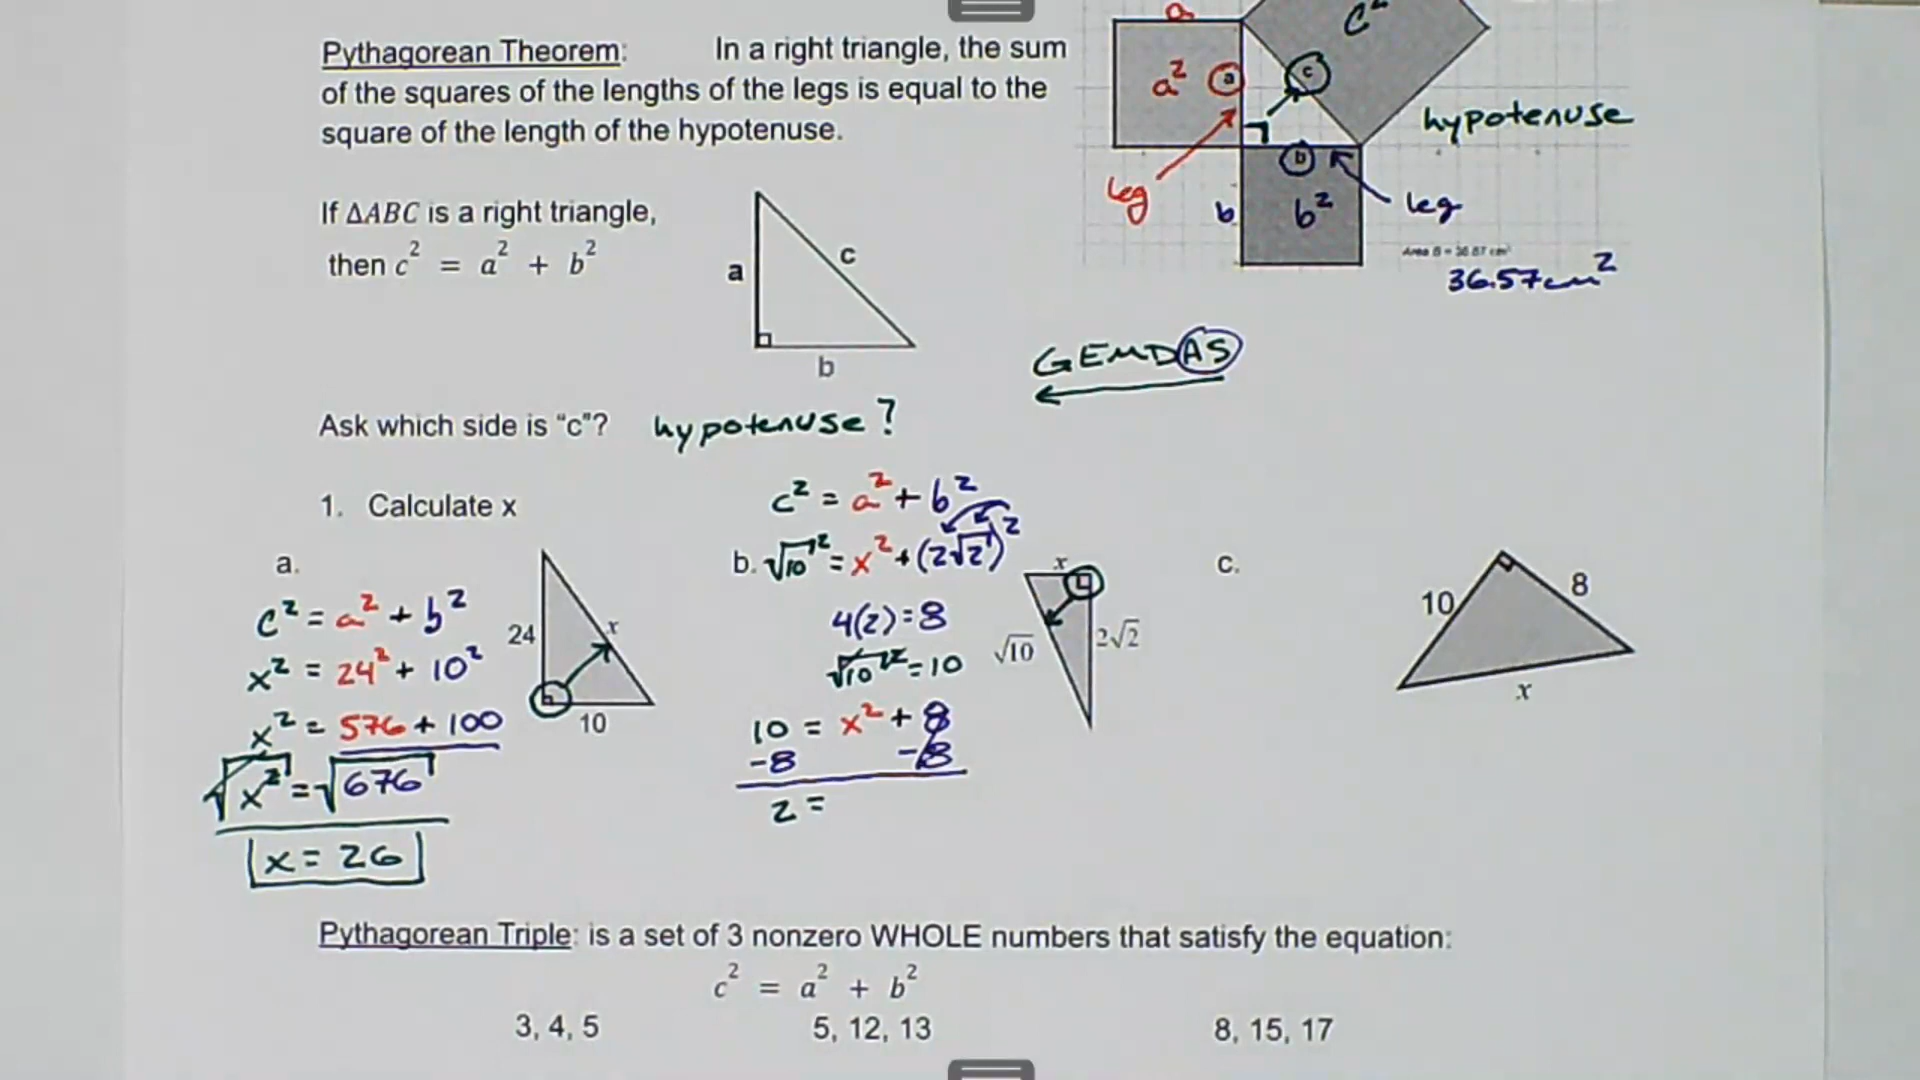 Pythagorean Theorem: In a right triangle, the sum
of the squares of the lengths of the legs is equal to the
square of the length of the hypotenuse.
a
c²
a² a c
hypotenuse
b
leg
b b² leg
36.57cm²
If ΔABC is a right triangle,
then c² = a² + b²
a c
b
GEMDAS
Ask which side is “c”? hypotenuse?
1. Calculate x
a.
c² = a² + b²
x² = 24² + 10²
x² = 576 + 100
√x² = √676
x = 26
24 x
10
c² = a² + b²
b. √10² = x² + (2√2)²
4(2) = 8
√10² = 10
10 = x² + 8
-8 -8
2 =
x
√10 2√2
c.
10 8
x
Pythagorean Triple: is a set of 3 nonzero WHOLE numbers that satisfy the equation:
c² = a² + b²
3, 4, 5 5, 12, 13 8, 15, 17